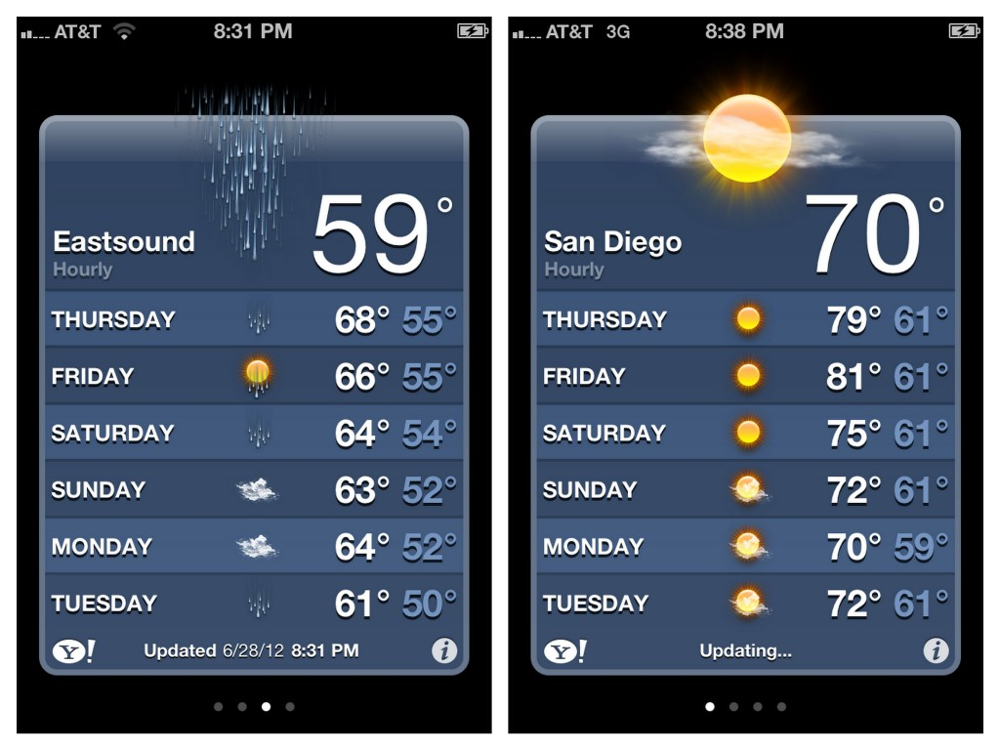 AT&T 8:31 PM
59°
Eastsound
Hourly
THURSDAY 68° 55°
FRIDAY 66° 55°
SATURDAY 64° 54°
SUNDAY 63° 52°
MONDAY 64° 52°
TUESDAY 61° 50°
Y! Updated 6/28/12 8:31 PM i
AT&T 3G 8:38 PM
70°
San Diego
Hourly
THURSDAY 79° 61°
FRIDAY 81° 61°
SATURDAY 75° 61°
SUNDAY 72° 61°
MONDAY 70° 59°
TUESDAY 72° 61°
Y! Updating... i